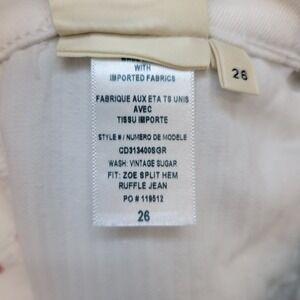 WITH
IMPORTED FABRICS
FABRIQUE AUX ETA TS UNIS
AVEC
TISSU IMPORTE
STYLE # / NUMERO DE MODELE
CD313400SGR
WASH: VINTAGE SUGAR
FIT: ZOE SPLIT HEM
RUFFLE JEAN
PO # 119512
26
26